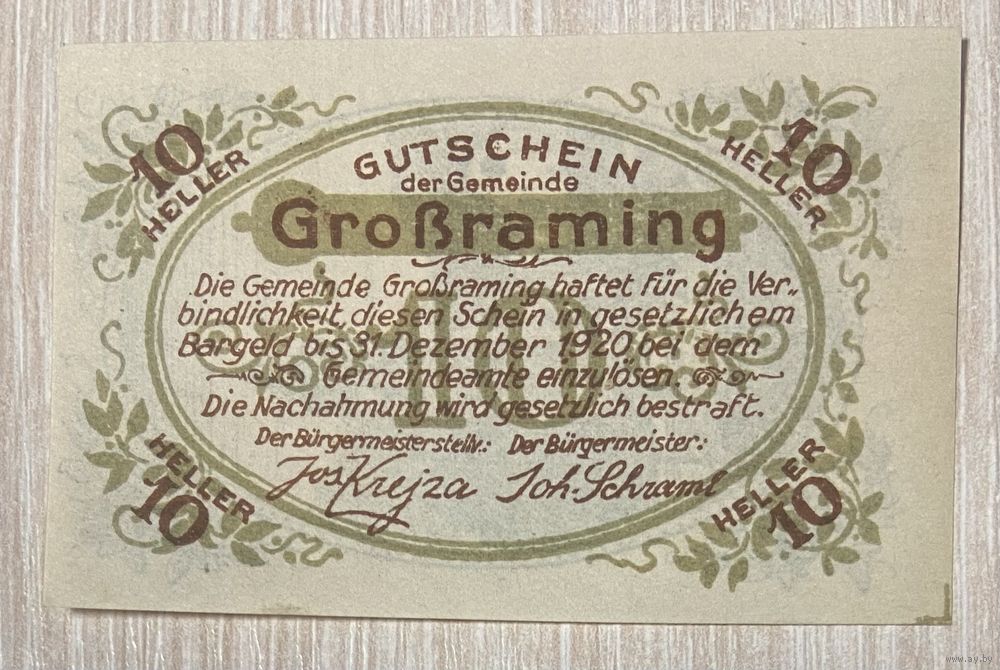 10
HELLER
10
HELLER
GUTSCHEIN
der Gemeinde
Großraming
Die Gemeinde Großraming haftet für die Ver„
bindlichkeit, diesen Schein in gesetzlichem
Bargeld bis 31. Dezember 1920 bei dem
Gemeindeamte einzulösen.
Die Nachahmung wird gesetzlich bestraft.
Der Bürgermeisterstellv.: Der Bürgermeister:
Jos Krejza Joh. Schraml
HELLER
10
HELLER
10
www.ay.by